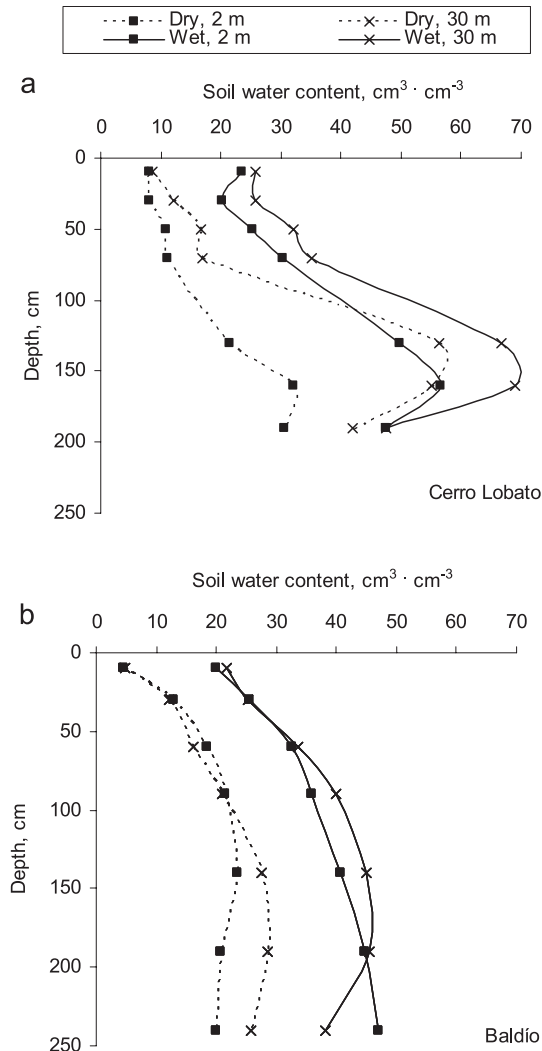 Dry, 2 m Dry, 30 m
Wet, 2 m Wet, 30 m
a
Soil water content, cm³ · cm⁻³
0 10 20 30 40 50 60 70
0
50
100
150
200
250
Depth, cm
Cerro Lobato
Soil water content, cm³ · cm⁻³
b
0 10 20 30 40 50 60 70
0
50
100
150
200
250
Depth, cm
Baldío